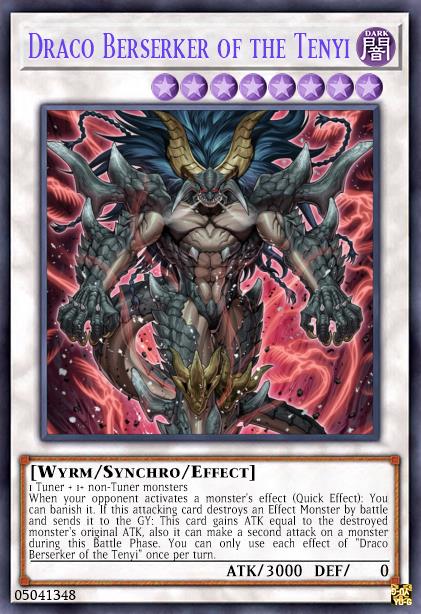 Draco Berserker of the Tenyi
DARK
闇
[Wyrm/Synchro/Effect]
1 Tuner + 1+ non-Tuner monsters
When your opponent activates a monster's effect (Quick Effect): You
can banish it. If this attacking card destroys an Effect Monster by battle
and sends it to the GY: This card gains ATK equal to the destroyed
monster's original ATK, also it can make a second attack on a monster
during this Battle Phase. You can only use each effect of "Draco
Berserker of the Tenyi" once per turn.
ATK/3000 DEF/ 0
05041348